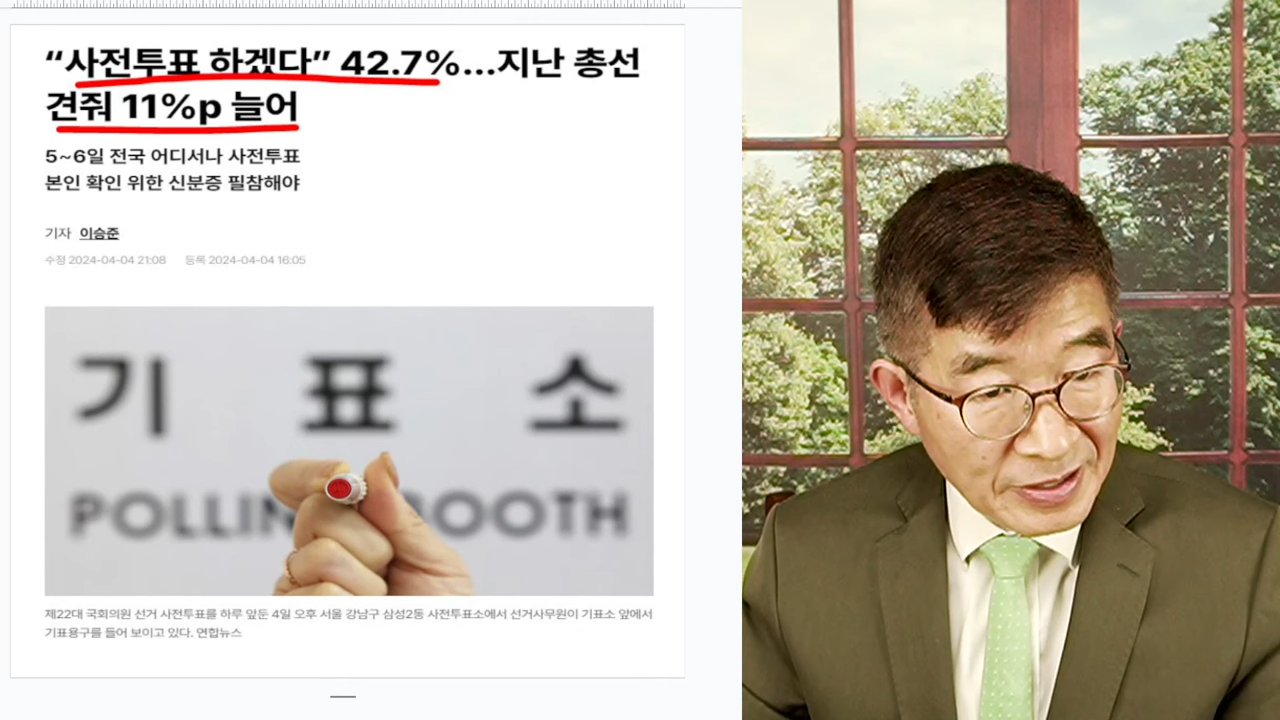 “사전투표 하겠다” 42.7%...지난 총선
견줘 11%p 늘어
5~6일 전국 어디서나 사전투표
본인 확인 위한 신분증 필참해야
기자 이승준
수정 2024-04-04 21:08 등록 2024-04-04 16:05
기 표 소
POLLIN BOOTH
제22대 국회의원 선거 사전투표를 하루 앞둔 4일 오후 서울 강남구 삼성2동 사전투표소에서 선거사무원이 기표소 앞에서
기표용구를 들어 보이고 있다. 연합뉴스